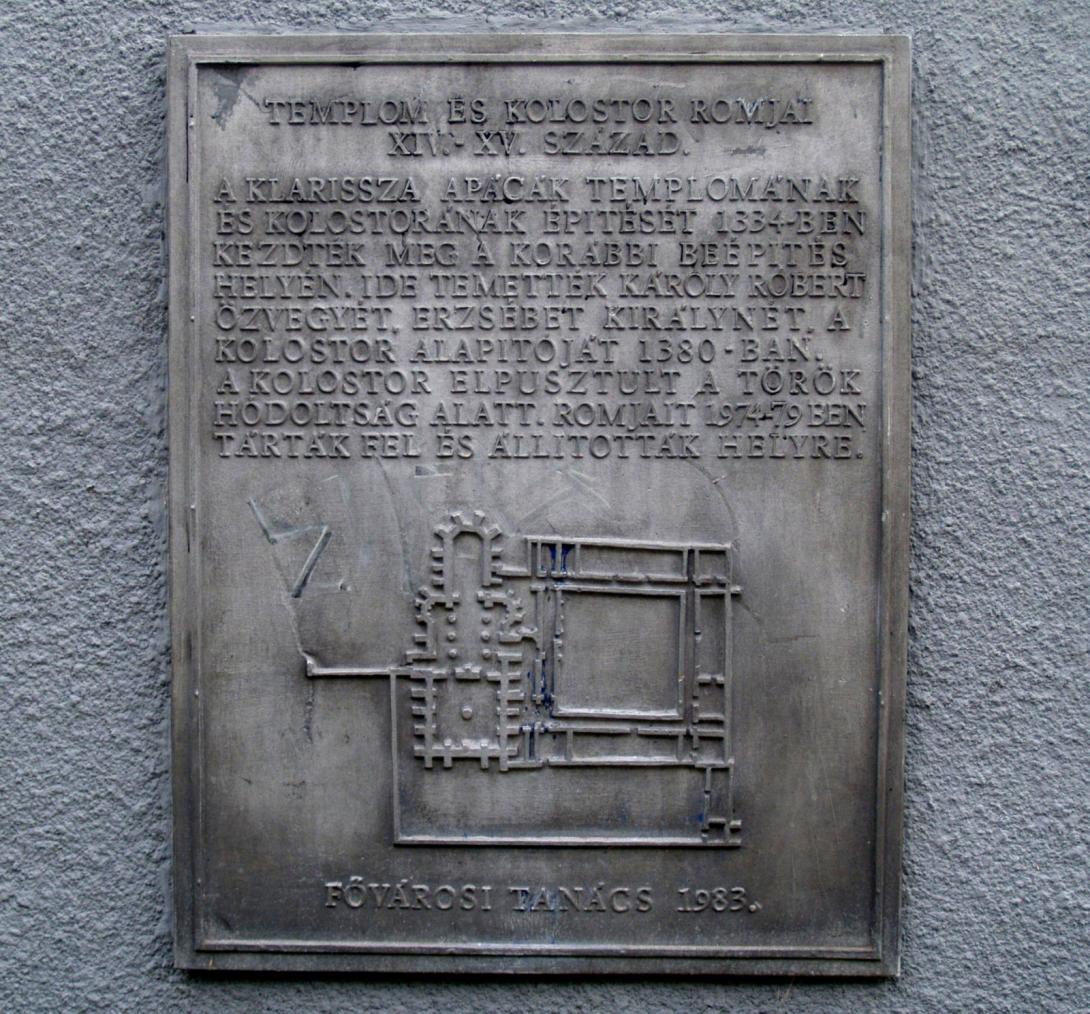 TEMPLOM ÉS KOLOSTOR ROMJAI
XIV.-XV. SZÁZAD.
A KLARISSZA APÁCÁK TEMPLOMÁNAK
ÉS KOLOSTORÁNAK ÉPITÉSÉT 1334-BEN
KEZDTÉK MEG A KORÁBBI BEÉPITÉS
HELYÉN. IDE TEMETTÉK KÁROLY RÓBERT
ÖZVEGYÉT, ERZSÉBET KIRÁLYNÉT, A
KOLOSTOR ALAPITÓJÁT 1380-BAN.
A KOLOSTOR ELPUSZTULT A TÖRÖK
HÓDOLTSÁG ALATT. ROMJAIT 1974-79 BEN
TÁRTÁK FEL ÉS ÁLLITOTTÁK HELYRE.
FŐVÁROSI TANÁCS 1983.